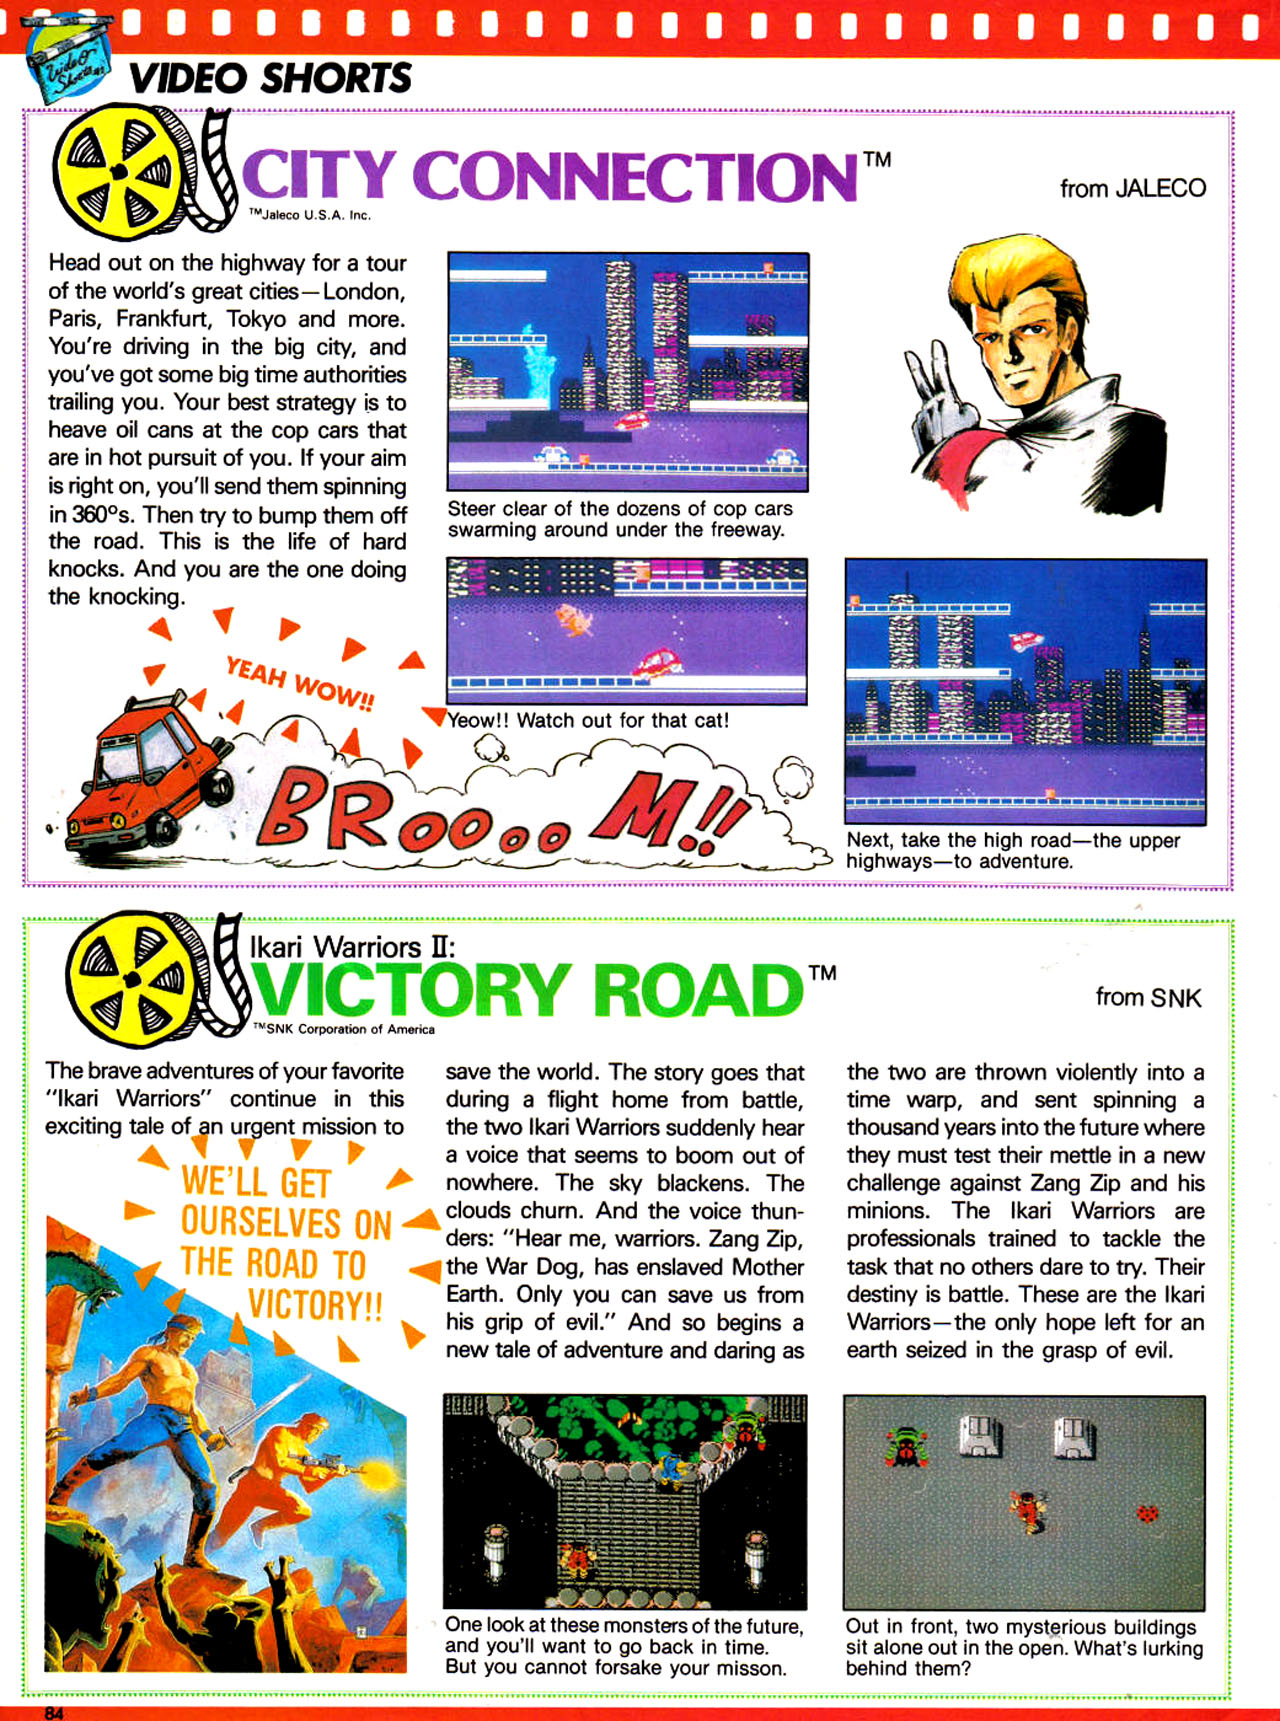 Video
Shorts
VIDEO SHORTS
CITY CONNECTION™
™Jaleco U.S.A. Inc.
from JALECO
Head out on the highway for a tour
of the world's great cities—London,
Paris, Frankfurt, Tokyo and more.
You're driving in the big city, and
you've got some big time authorities
trailing you. Your best strategy is to
heave oil cans at the cop cars that
are in hot pursuit of you. If your aim
is right on, you'll send them spinning
in 360°s. Then try to bump them off
the road. This is the life of hard
knocks. And you are the one doing
the knocking.
Steer clear of the dozens of cop cars
swarming around under the freeway.
YEAH WOW!!
Yeow!! Watch out for that cat!
BROOOOM!!
Next, take the high road—the upper
highways—to adventure.
Ikari Warriors II:
VICTORY ROAD™
™SNK Corporation of America
from SNK
The brave adventures of your favorite
"Ikari Warriors" continue in this
exciting tale of an urgent mission to
WE'LL GET
OURSELVES ON
THE ROAD TO
VICTORY!!
save the world. The story goes that
during a flight home from battle,
the two Ikari Warriors suddenly hear
a voice that seems to boom out of
nowhere. The sky blackens. The
clouds churn. And the voice thun-
ders: "Hear me, warriors. Zang Zip,
the War Dog, has enslaved Mother
Earth. Only you can save us from
his grip of evil." And so begins a
new tale of adventure and daring as
the two are thrown violently into a
time warp, and sent spinning a
thousand years into the future where
they must test their mettle in a new
challenge against Zang Zip and his
minions. The Ikari Warriors are
professionals trained to tackle the
task that no others dare to try. Their
destiny is battle. These are the Ikari
Warriors—the only hope left for an
earth seized in the grasp of evil.
One look at these monsters of the future,
and you'll want to go back in time.
But you cannot forsake your misson.
Out in front, two mysterious buildings
sit alone out in the open. What's lurking
behind them?
84